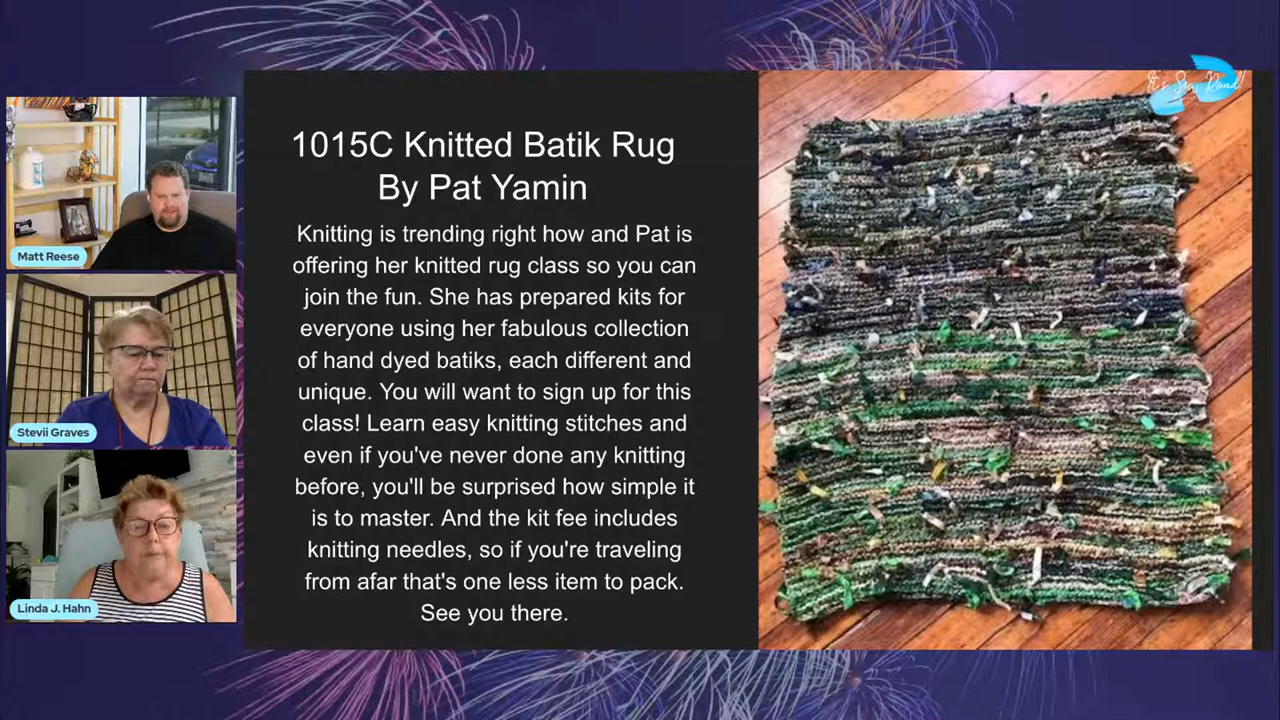 1015C Knitted Batik Rug
By Pat Yamin
Knitting is trending right how and Pat is
offering her knitted rug class so you can
join the fun. She has prepared kits for
everyone using her fabulous collection
of hand dyed batiks, each different and
unique. You will want to sign up for this
class! Learn easy knitting stitches and
even if you've never done any knitting
before, you'll be surprised how simple it
is to master. And the kit fee includes
knitting needles, so if you're traveling
from afar that's one less item to pack.
See you there.
It's Sew Read!
Matt Reese
Stevii Graves
Linda J. Hahn